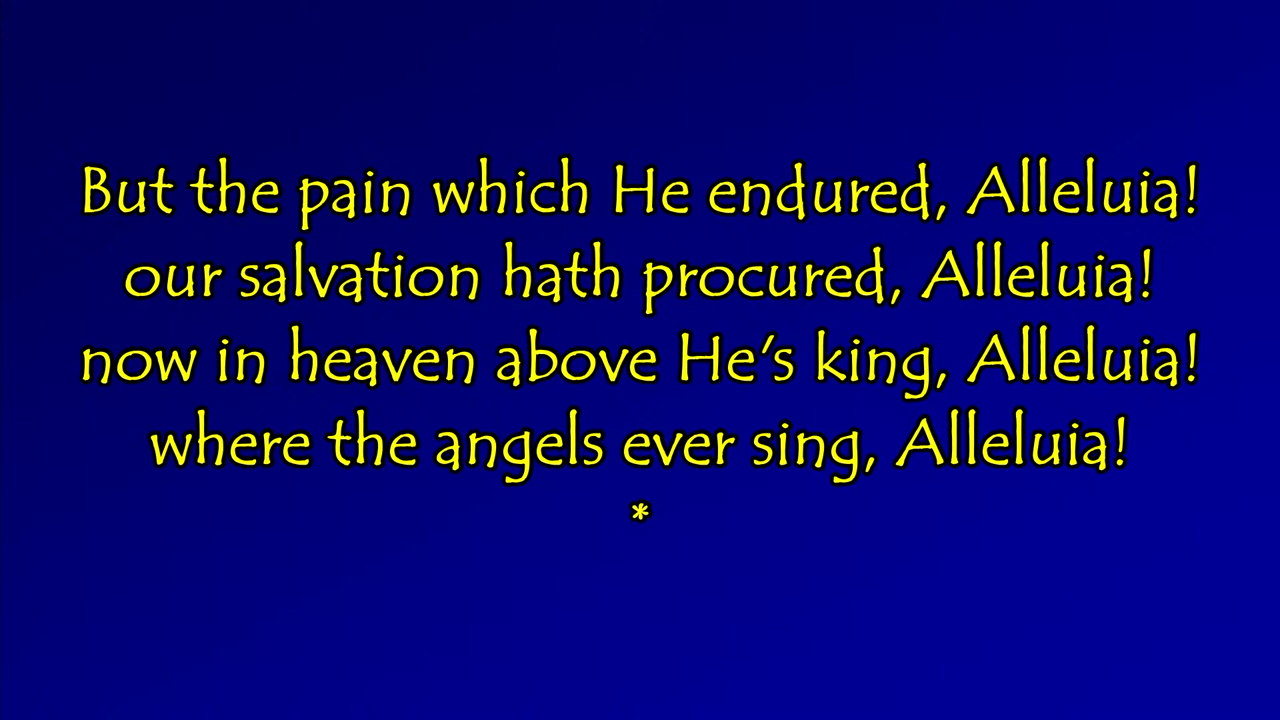 But the pain which He endured, Alleluia!
our salvation hath procured, Alleluia!
now in heaven above He's king, Alleluia!
where the angels ever sing, Alleluia!
*